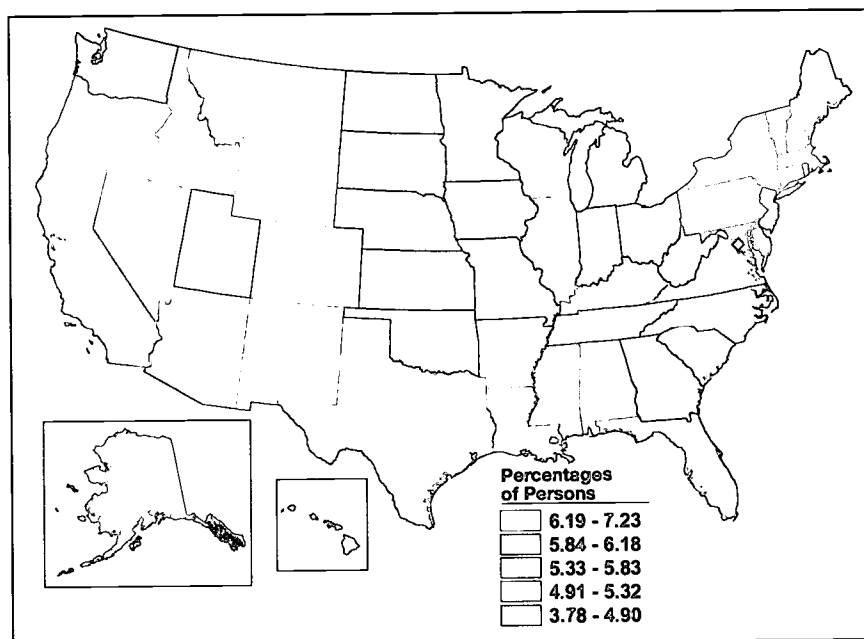 Percentages
of Persons
6.19 - 7.23
5.84 - 6.18
5.33 - 5.83
4.91 - 5.32
3.78 - 4.90